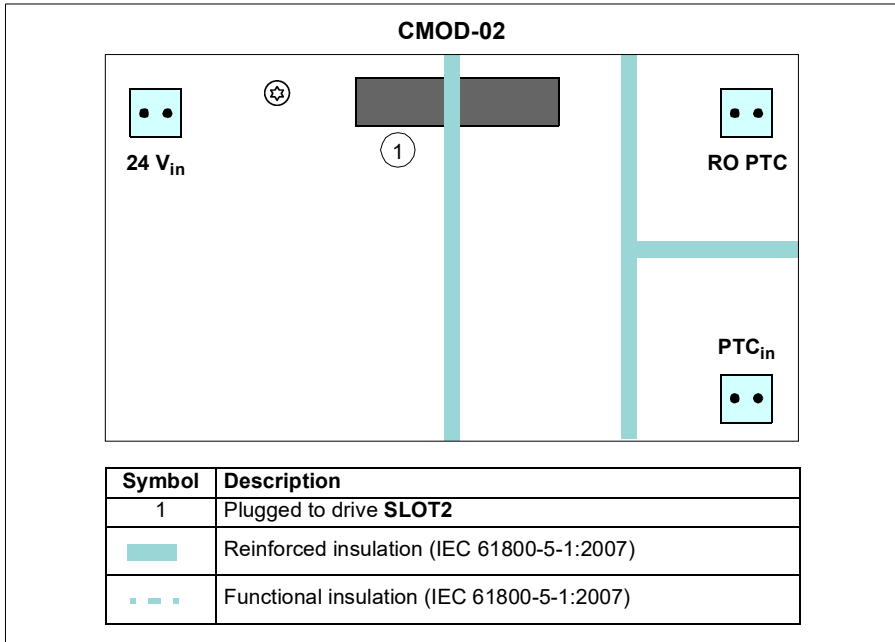 CMOD-02
24 Vin
1
RO PTC
PTCin
Symbol Description
1 Plugged to drive SLOT2
Reinforced insulation (IEC 61800-5-1:2007)
Functional insulation (IEC 61800-5-1:2007)